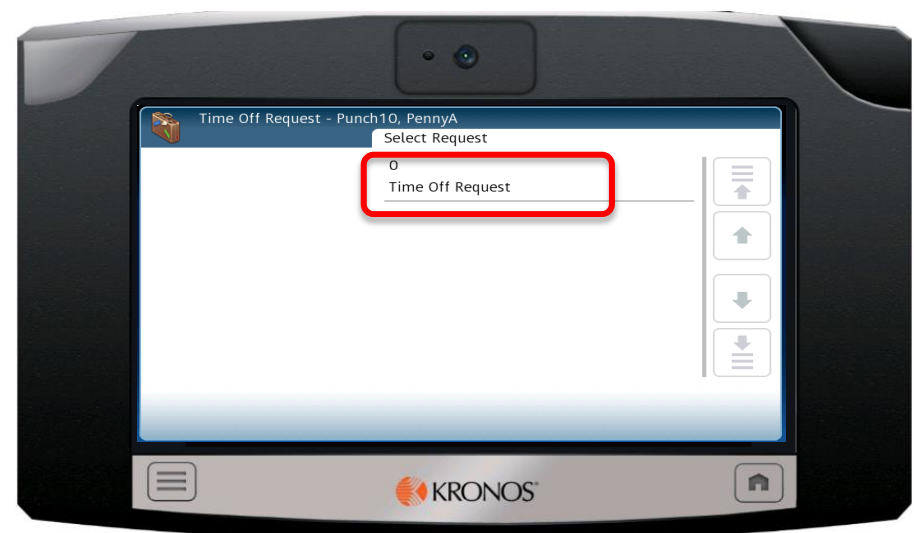 Time Off Request - Punch10, PennyA
Select Request
0
Time Off Request
KRONOS